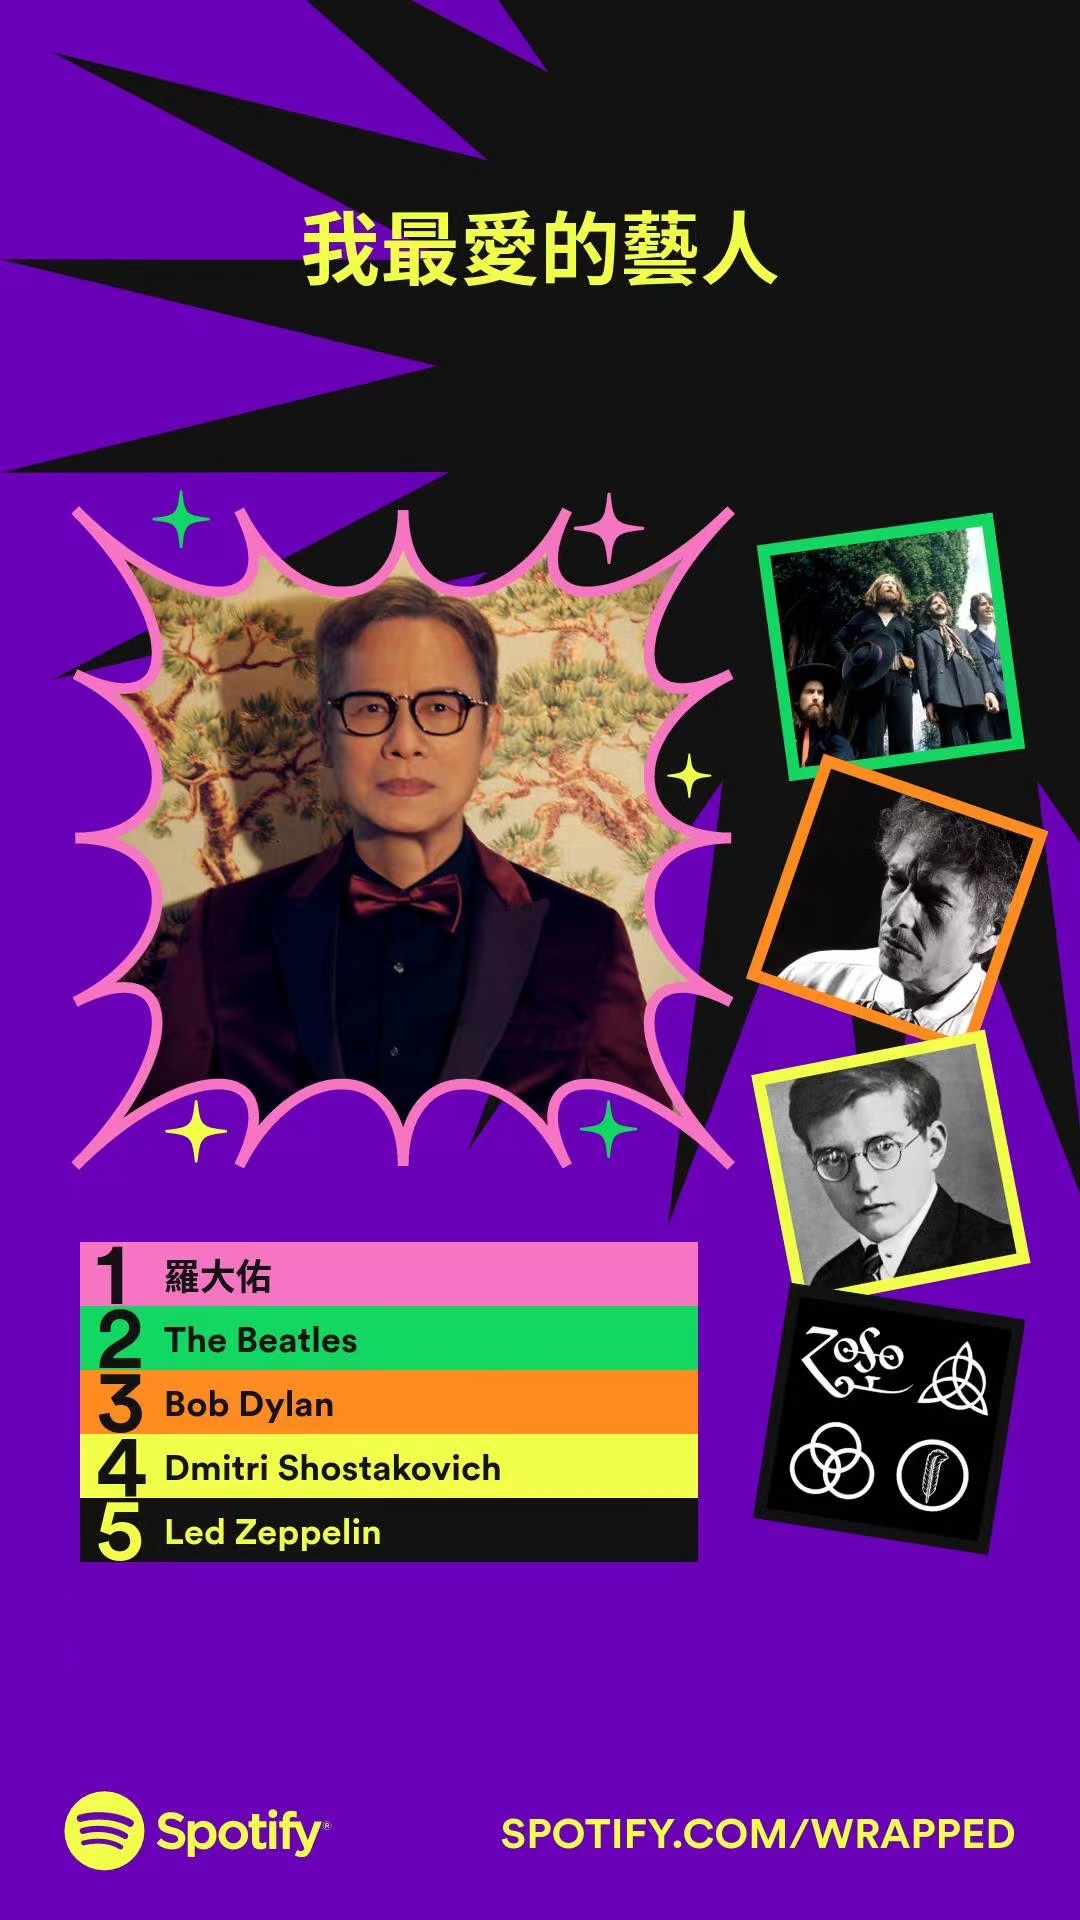 我最愛的藝人
1 羅大佑
2 The Beatles
3 Bob Dylan
4 Dmitri Shostakovich
5 Led Zeppelin
Spotify®
SPOTIFY.COM/WRAPPED